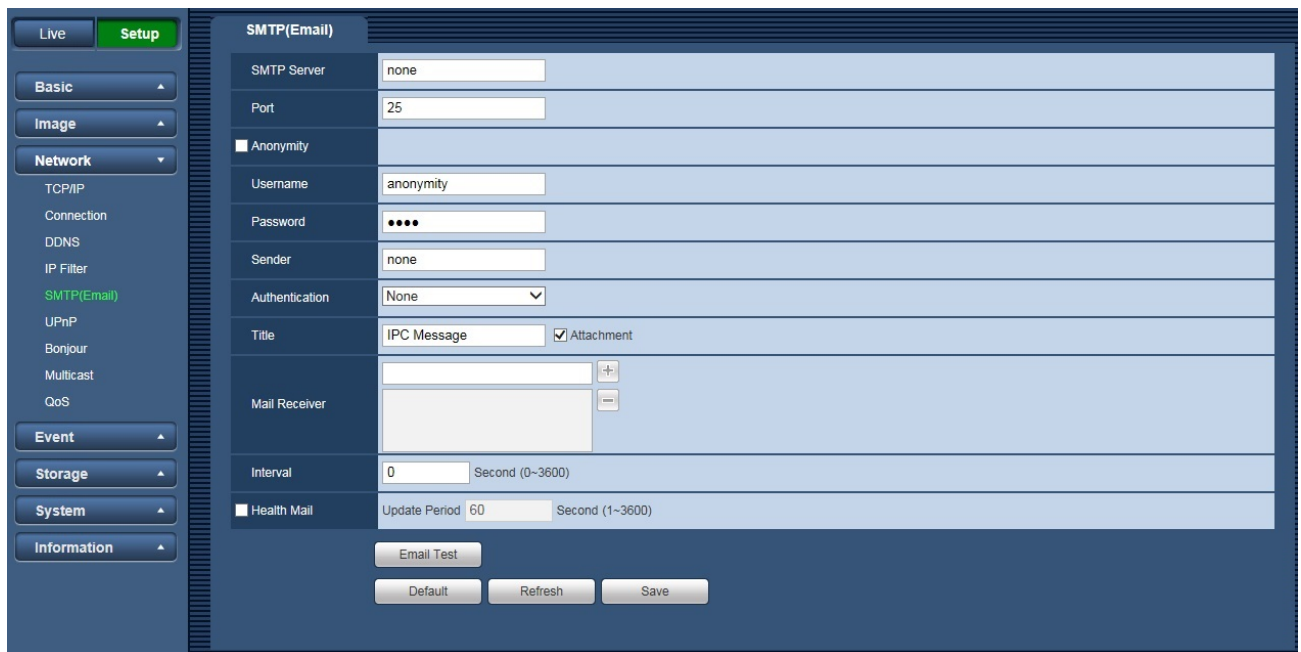 Live Setup
Basic
Image
Network
TCP/IP
Connection
DDNS
IP Filter
SMTP(Email)
UPnP
Bonjour
Multicast
QoS
Event
Storage
System
Information
SMTP(Email)
SMTP Server none
Port 25
Anonymity
Username anonymity
Password ••••
Sender none
Authentication None
Title IPC Message Attachment
Mail Receiver
Interval 0 Second (0~3600)
Health Mail Update Period 60 Second (1~3600)
Email Test
Default Refresh Save